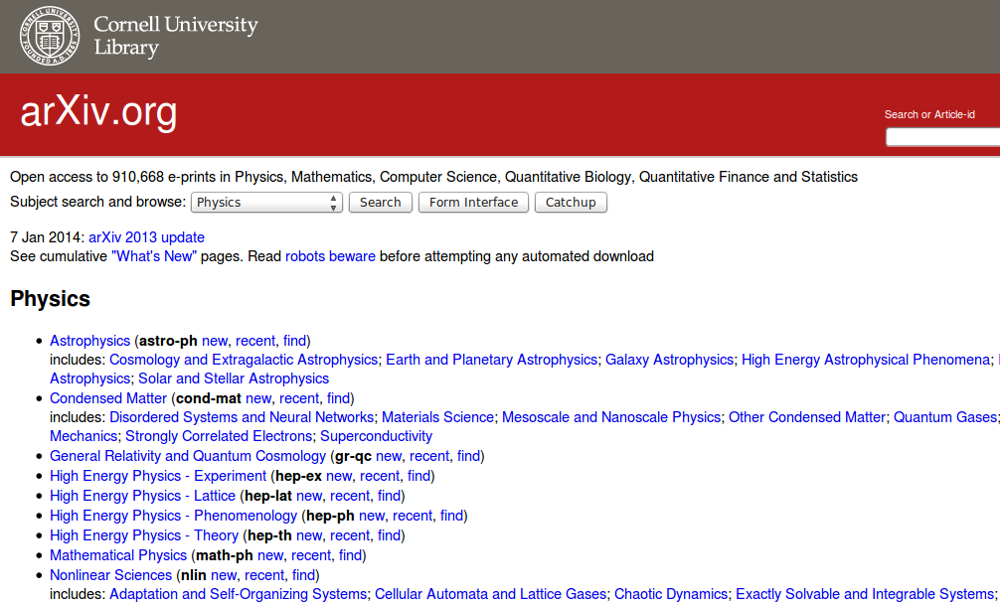 Cornell University
Library
arXiv.org
Search or Article-id
Open access to 910,668 e-prints in Physics, Mathematics, Computer Science, Quantitative Biology, Quantitative Finance and Statistics
Subject search and browse: Physics Search Form Interface Catchup
7 Jan 2014: arXiv 2013 update
See cumulative "What's New" pages. Read robots beware before attempting any automated download
Physics
• Astrophysics (astro-ph new, recent, find)
includes: Cosmology and Extragalactic Astrophysics; Earth and Planetary Astrophysics; Galaxy Astrophysics; High Energy Astrophysical Phenomena;
Astrophysics; Solar and Stellar Astrophysics
• Condensed Matter (cond-mat new, recent, find)
includes: Disordered Systems and Neural Networks; Materials Science; Mesoscale and Nanoscale Physics; Other Condensed Matter; Quantum Gases;
Mechanics; Strongly Correlated Electrons; Superconductivity
• General Relativity and Quantum Cosmology (gr-qc new, recent, find)
• High Energy Physics - Experiment (hep-ex new, recent, find)
• High Energy Physics - Lattice (hep-lat new, recent, find)
• High Energy Physics - Phenomenology (hep-ph new, recent, find)
• High Energy Physics - Theory (hep-th new, recent, find)
• Mathematical Physics (math-ph new, recent, find)
• Nonlinear Sciences (nlin new, recent, find)
includes: Adaptation and Self-Organizing Systems; Cellular Automata and Lattice Gases; Chaotic Dynamics; Exactly Solvable and Integrable Systems;